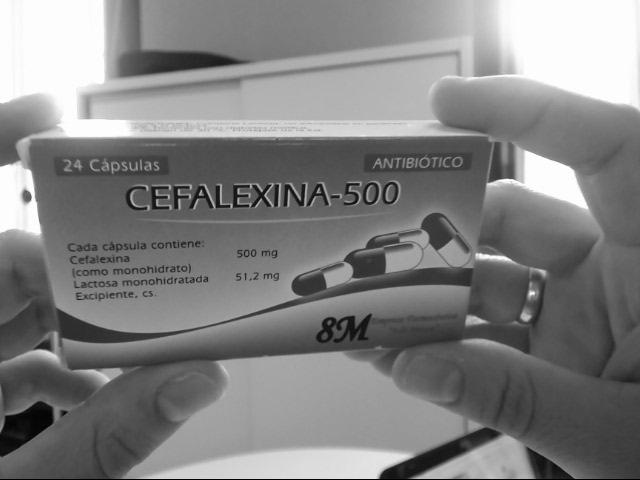 24 Cápsulas
ANTIBIÓTICO
CEFALEXINA-500
Cada cápsula contiene:
Cefalexina 500 mg
(como monohidrato)
Lactosa monohidratada 51,2 mg
Excipiente, cs.
8M